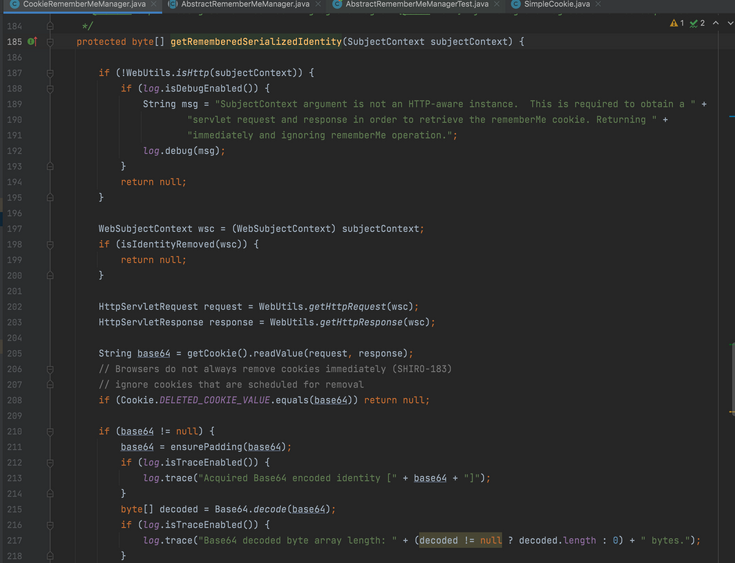 CookieRememberMeManager.java AbstractRememberMeManager.java AbstractRememberMeManagerTest.java SimpleCookie.java
184 */
1 2
185 protected byte[] getRememberedSerializedIdentity(SubjectContext subjectContext) {
186
187 if (!WebUtils.isHttp(subjectContext)) {
188 if (log.isDebugEnabled()) {
189 String msg = "SubjectContext argument is not an HTTP-aware instance.  This is required to obtain a " +
190 "servlet request and response in order to retrieve the rememberMe cookie. Returning " +
191 "immediately and ignoring rememberMe operation.";
192 log.debug(msg);
193 }
194 return null;
195 }
196
197 WebSubjectContext wsc = (WebSubjectContext) subjectContext;
198 if (isIdentityRemoved(wsc)) {
199 return null;
200 }
201
202 HttpServletRequest request = WebUtils.getHttpRequest(wsc);
203 HttpServletResponse response = WebUtils.getHttpResponse(wsc);
204
205 String base64 = getCookie().readValue(request, response);
206 // Browsers do not always remove cookies immediately (SHIRO-183)
207 // ignore cookies that are scheduled for removal
208 if (Cookie.DELETED_COOKIE_VALUE.equals(base64)) return null;
209
210 if (base64 != null) {
211 base64 = ensurePadding(base64);
212 if (log.isTraceEnabled()) {
213 log.trace("Acquired Base64 encoded identity [" + base64 + "]");
214 }
215 byte[] decoded = Base64.decode(base64);
216 if (log.isTraceEnabled()) {
217 log.trace("Base64 decoded byte array length: " + (decoded != null ? decoded.length : 0) + " bytes.");
218 }